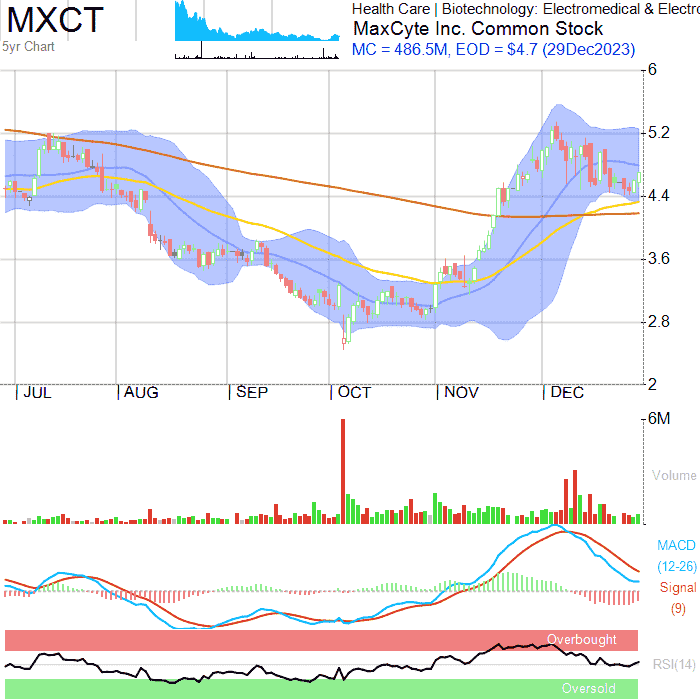 MXCT
5yr Chart
Health Care | Biotechnology: Electromedical & Electro
MaxCyte Inc. Common Stock
MC = 486.5M, EOD = $4.7 (29Dec2023)
6
5.2
4.4
3.6
2.8
2
JUL AUG SEP OCT NOV DEC
6M
Volume
MACD
(12-26)
Signal
(9)
Overbought
RSI(14)
Oversold